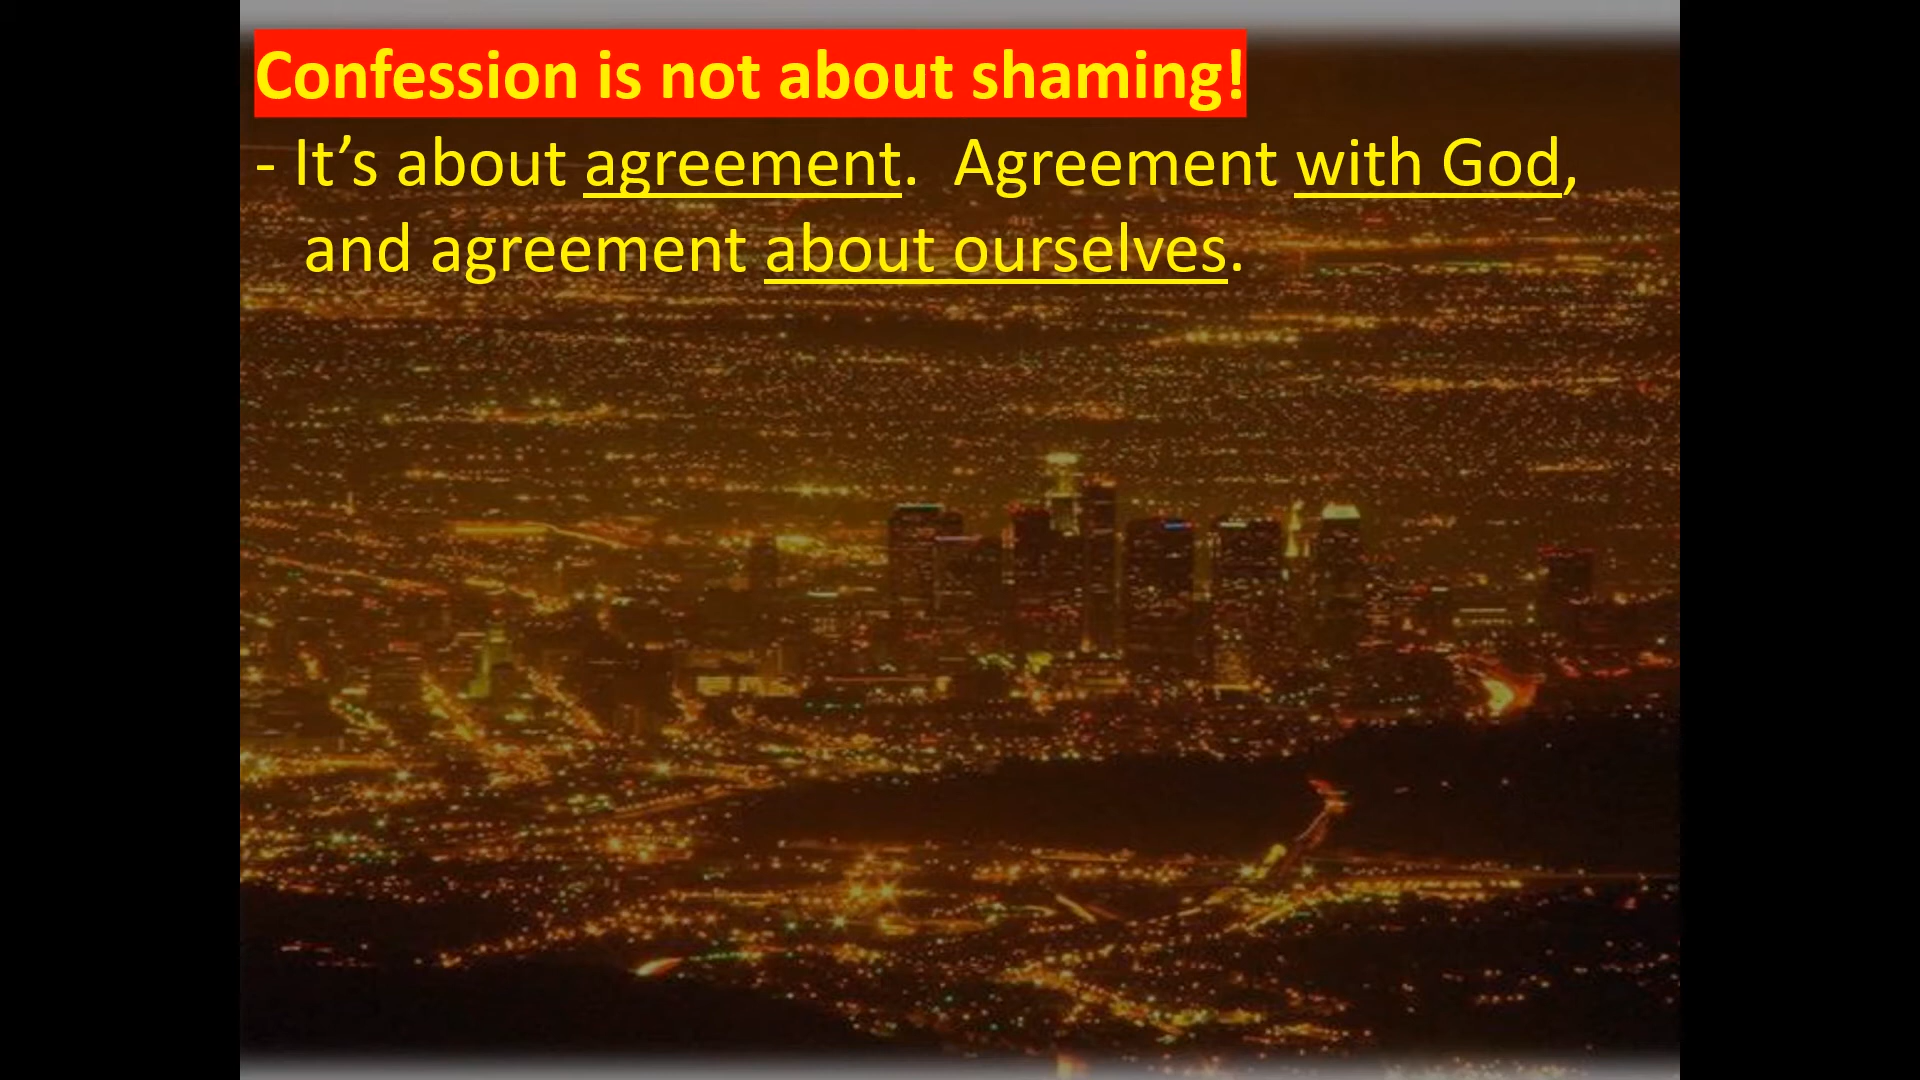 Confession is not about shaming!
- It’s about agreement.  Agreement with God,
and agreement about ourselves.